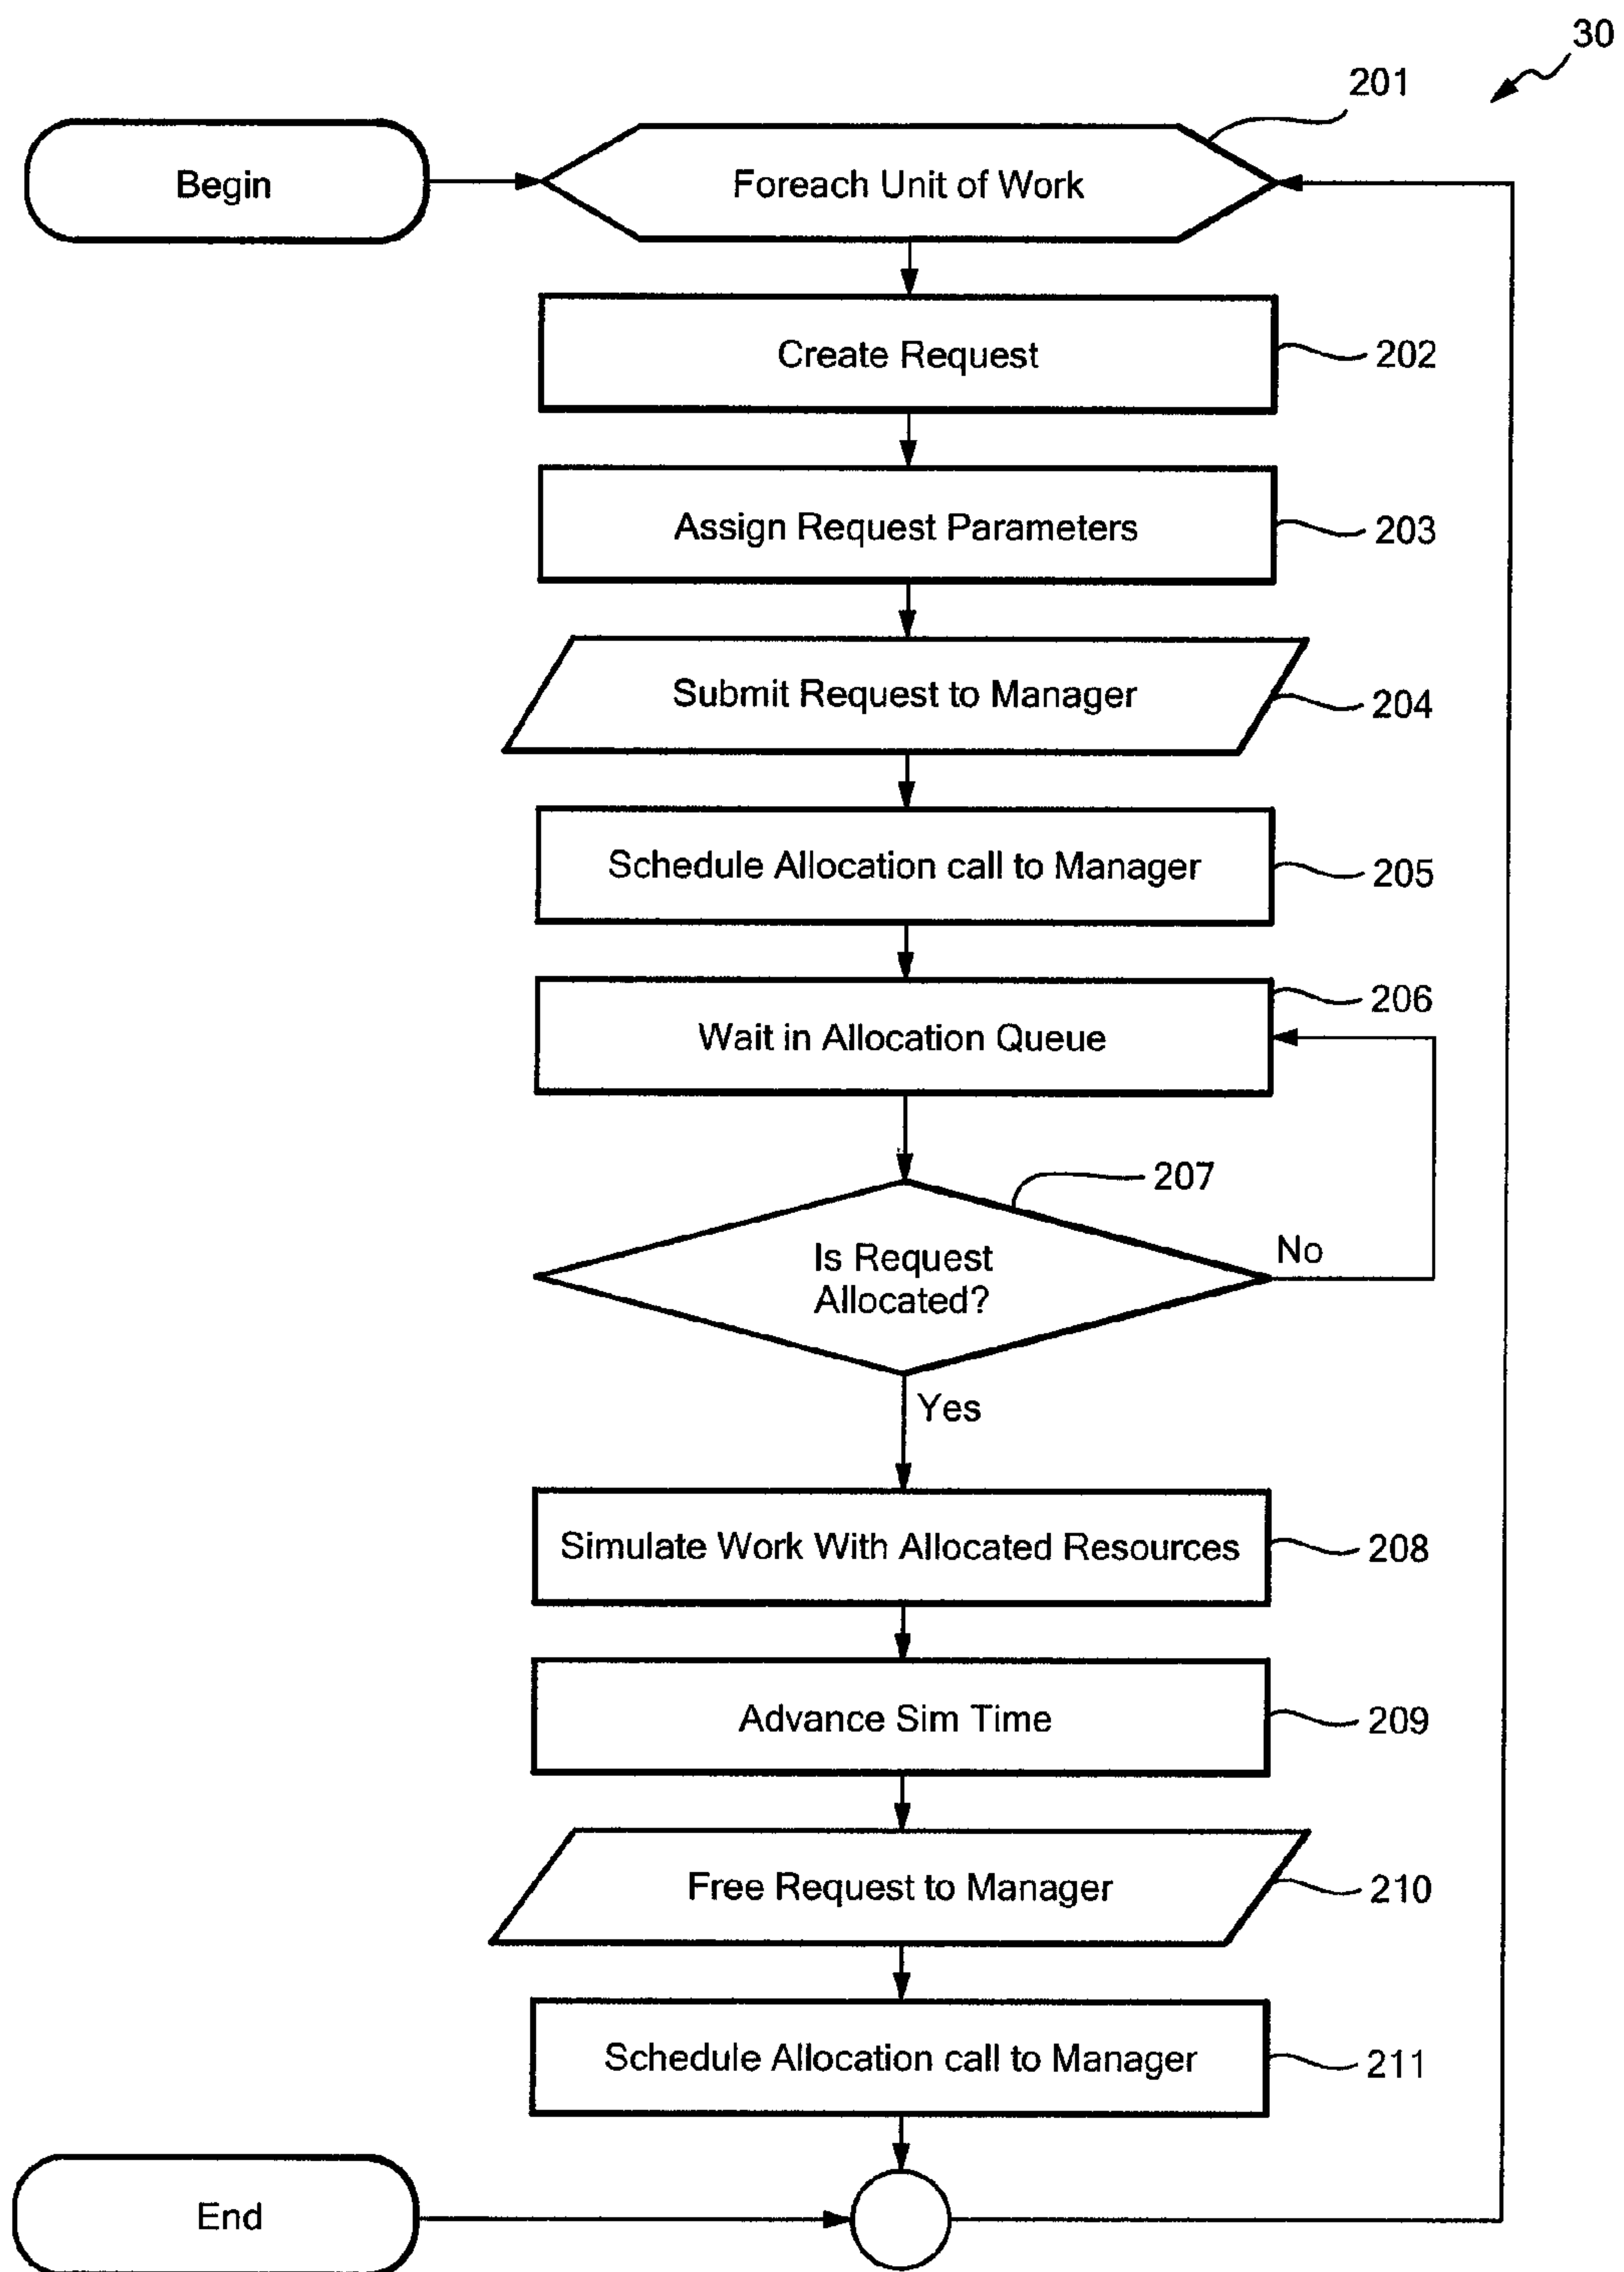 30
201
Begin
Foreach Unit of Work
Create Request
202
Assign Request Parameters
203
Submit Request to Manager
204
Schedule Allocation call to Manager
205
Wait in Allocation Queue
206
207
Is Request
Allocated?
No
Yes
Simulate Work With Allocated Resources
208
Advance Sim Time
209
Free Request to Manager
210
Schedule Allocation call to Manager
211
End